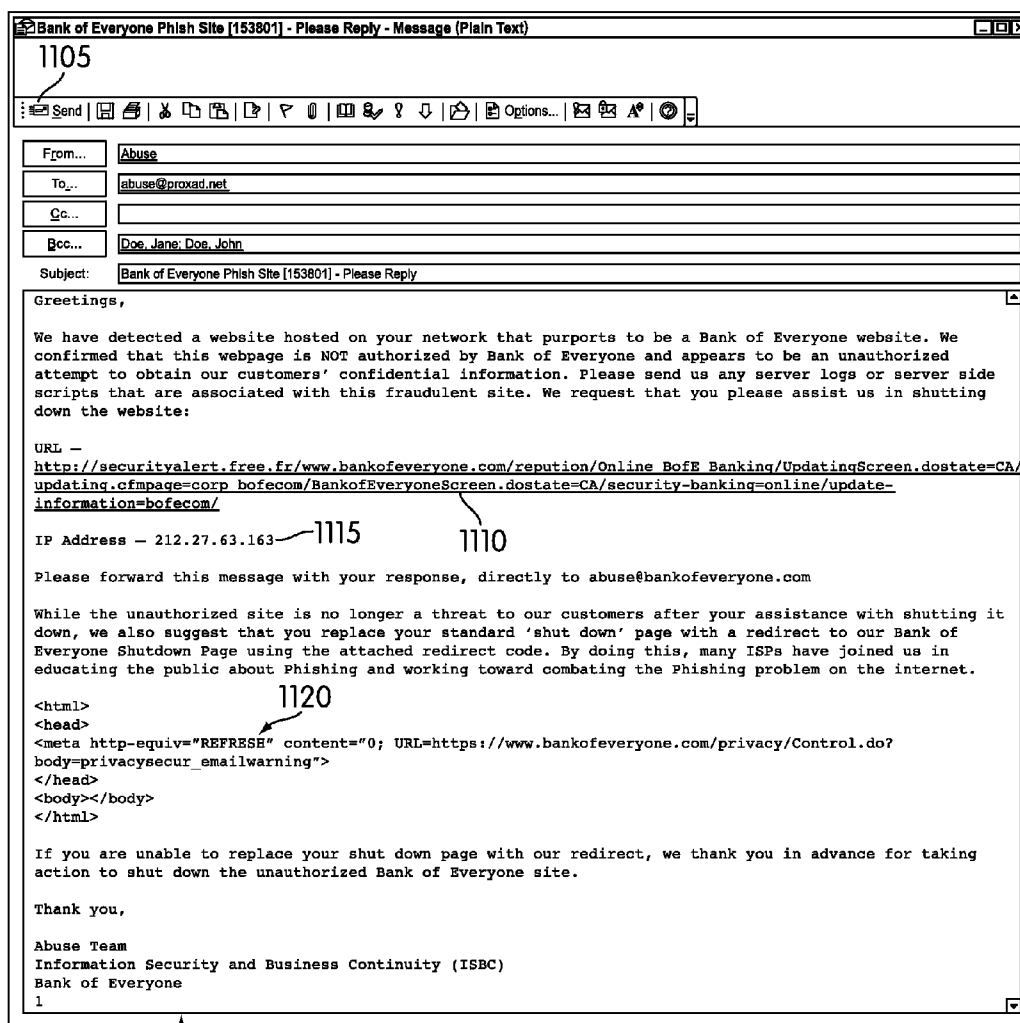 Bank of Everyone Phish Site [153801] - Please Reply - Message (Plain Text)
1105
Send Options...
From... Abuse
To... abuse@proxad.net
Cc...
Bcc... Doe, Jane; Doe, John
Subject: Bank of Everyone Phish Site [153801] - Please Reply
Greetings,
We have detected a website hosted on your network that purports to be a Bank of Everyone website. We
confirmed that this webpage is NOT authorized by Bank of Everyone and appears to be an unauthorized
attempt to obtain our customers' confidential information. Please send us any server logs or server side
scripts that are associated with this fraudulent site. We request that you please assist us in shutting
down the website:
URL —
http://securityalert.free.fr/www.bankofeveryone.com/repution/Online BofE Banking/UpdatingScreen.dostate=CA/
updating.cfmpage=corp bofecom/BankofEveryoneScreen.dostate=CA/security-banking=online/update-
information=bofecom/
IP Address — 212.27.63.163 1115 1110
Please forward this message with your response, directly to abuse@bankofeveryone.com
While the unauthorized site is no longer a threat to our customers after your assistance with shutting it
down, we also suggest that you replace your standard 'shut down' page with a redirect to our Bank of
Everyone Shutdown Page using the attached redirect code. By doing this, many ISPs have joined us in
educating the public about Phishing and working toward combating the Phishing problem on the internet.
1120
<html>
<head>
<meta http-equiv="REFRESH" content="0; URL=https://www.bankofeveryone.com/privacy/Control.do?
body=privacysecur_emailwarning">
</head>
<body></body>
</html>
If you are unable to replace your shut down page with our redirect, we thank you in advance for taking
action to shut down the unauthorized Bank of Everyone site.
Thank you,
Abuse Team
Information Security and Business Continuity (ISBC)
Bank of Everyone
1